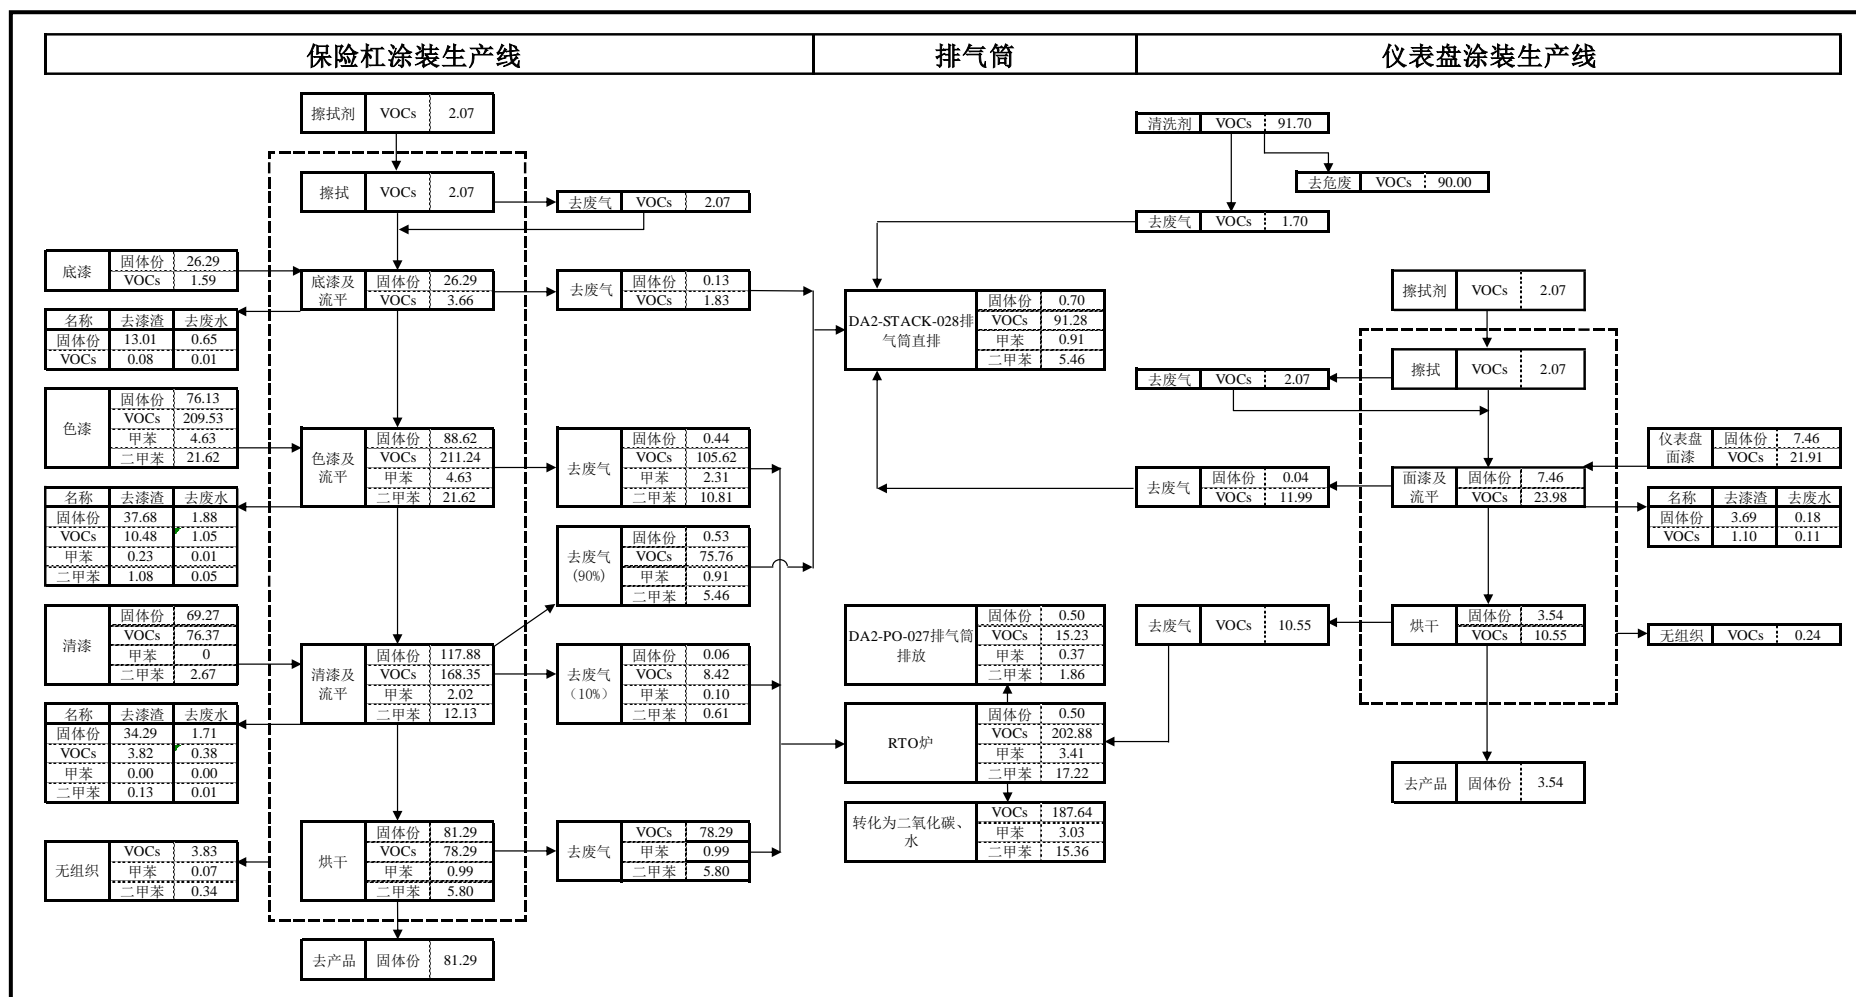 保险杠涂装生产线 排气筒 仪表盘涂装生产线
擦拭剂 VOCs 2.07
擦拭 VOCs 2.07
去废气 VOCs 2.07
底漆 固体份 26.29
VOCs 1.59
底漆及流平 固体份 26.29
VOCs 3.66
去废气 固体份 0.13
VOCs 1.83
名称 去漆渣 去废水
固体份 13.01 0.65
VOCs 0.08 0.01
色漆 固体份 76.13
VOCs 209.53
甲苯 4.63
二甲苯 21.62
色漆及流平 固体份 88.62
VOCs 211.24
甲苯 4.63
二甲苯 21.62
去废气 固体份 0.44
VOCs 105.62
甲苯 2.31
二甲苯 10.81
名称 去漆渣 去废水
固体份 37.68 1.88
VOCs 10.48 1.05
甲苯 0.23 0.01
二甲苯 1.08 0.05
去废气(90%) 固体份 0.53
VOCs 75.76
甲苯 0.91
二甲苯 5.46
清漆 固体份 69.27
VOCs 76.37
甲苯 0
二甲苯 2.67
清漆及流平 固体份 117.88
VOCs 168.35
甲苯 2.02
二甲苯 12.13
去废气（10%） 固体份 0.06
VOCs 8.42
甲苯 0.10
二甲苯 0.61
名称 去漆渣 去废水
固体份 34.29 1.71
VOCs 3.82 0.38
甲苯 0.00 0.00
二甲苯 0.13 0.01
烘干 固体份 81.29
VOCs 78.29
甲苯 0.99
二甲苯 5.80
去废气 VOCs 78.29
甲苯 0.99
二甲苯 5.80
无组织 VOCs 3.83
甲苯 0.07
二甲苯 0.34
去产品 固体份 81.29
DA2-STACK-028排气筒直排 固体份 0.70
VOCs 91.28
甲苯 0.91
二甲苯 5.46
DA2-PO-027排气筒排放 固体份 0.50
VOCs 15.23
甲苯 0.37
二甲苯 1.86
RTO炉 固体份 0.50
VOCs 202.88
甲苯 3.41
二甲苯 17.22
转化为二氧化碳、水 VOCs 187.64
甲苯 3.03
二甲苯 15.36
清洗剂 VOCs 91.70
去危废 VOCs 90.00
去废气 VOCs 1.70
擦拭剂 VOCs 2.07
擦拭 VOCs 2.07
去废气 VOCs 2.07
仪表盘面漆 固体份 7.46
VOCs 21.91
面漆及流平 固体份 7.46
VOCs 23.98
去废气 固体份 0.04
VOCs 11.99
名称 去漆渣 去废水
固体份 3.69 0.18
VOCs 1.10 0.11
烘干 固体份 3.54
VOCs 10.55
去废气 VOCs 10.55
无组织 VOCs 0.24
去产品 固体份 3.54